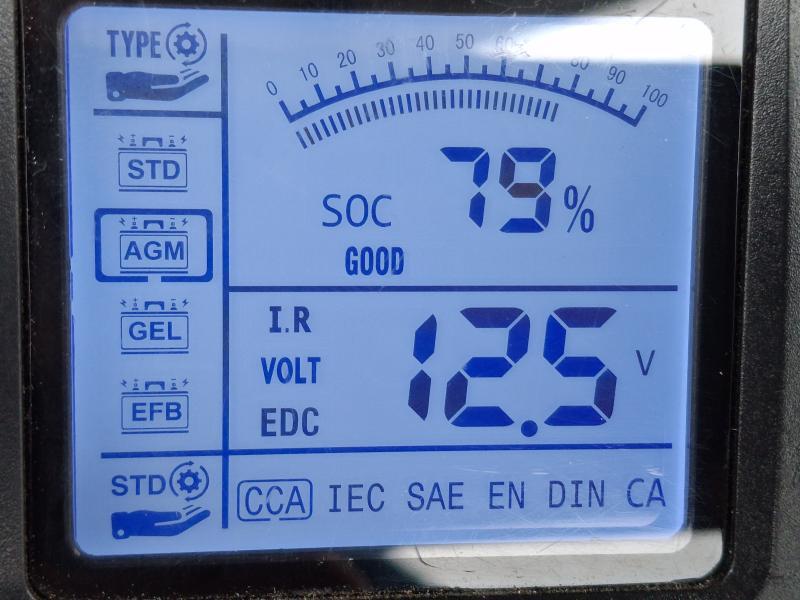 TYPE
STD
AGM
GEL
EFB
STD
0 10 20 30 40 50 60 80 90 100
SOC 79%
GOOD
I.R
VOLT 12.5 V
EDC
CCA IEC SAE EN DIN CA